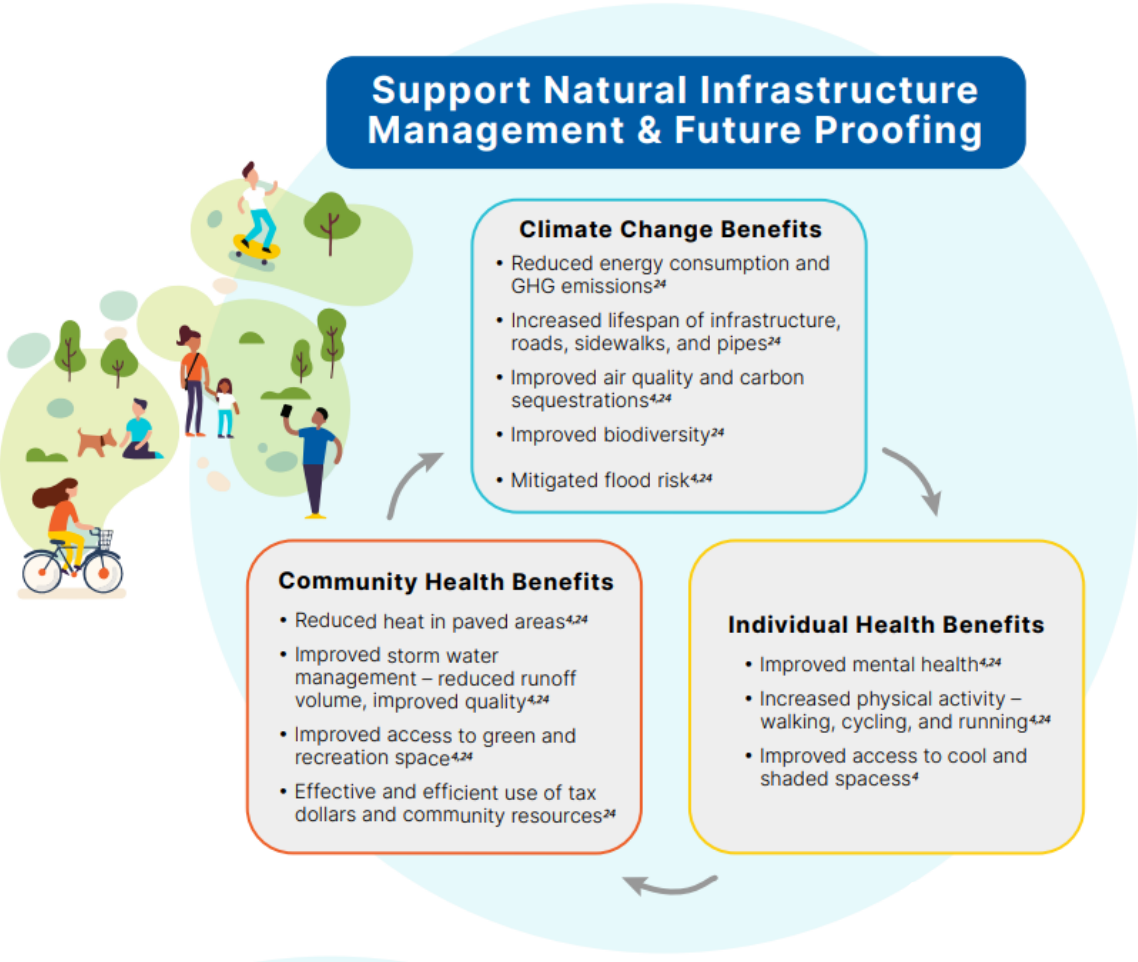 Support Natural Infrastructure
Management & Future Proofing
Climate Change Benefits
• Reduced energy consumption and
GHG emissions24
• Increased lifespan of infrastructure,
roads, sidewalks, and pipes24
• Improved air quality and carbon
sequestrations4,24
• Improved biodiversity24
• Mitigated flood risk4,24
Community Health Benefits
• Reduced heat in paved areas4,24
• Improved storm water
management – reduced runoff
volume, improved quality4,24
• Improved access to green and
recreation space4,24
• Effective and efficient use of tax
dollars and community resources24
Individual Health Benefits
• Improved mental health4,24
• Increased physical activity –
walking, cycling, and running4,24
• Improved access to cool and
shaded spacess4